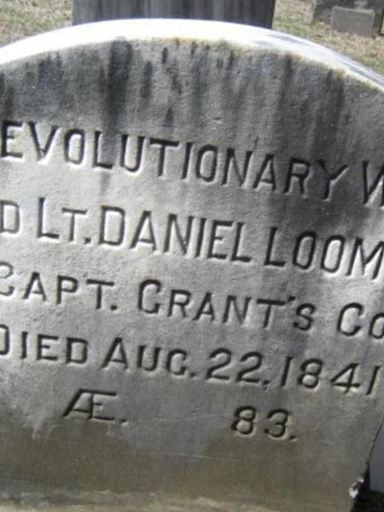 EVOLUTIONARY W
D LT. DANIEL LOOM
CAPT. GRANT'S CO
DIED AUG. 22, 1841
Æ. 83.